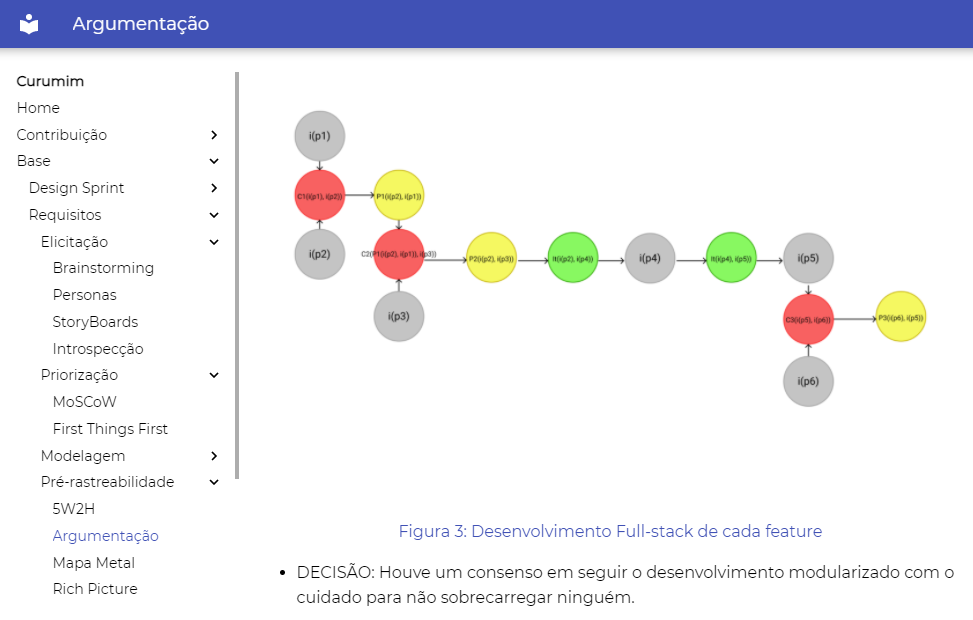 Argumentação
Curumim
Home
Contribuição
Base
Design Sprint
Requisitos
Elicitação
Brainstorming
Personas
StoryBoards
Introspecção
Priorização
MoSCoW
First Things First
Modelagem
Pré-rastreabilidade
5W2H
Argumentação
Mapa Metal
Rich Picture
i(p1)
C1(i(p1), i(p2))
P1(i(p2), i(p1))
i(p2)
C2(P1(i(p2), i(p1)), i(p3))
P2(i(p2), i(p3))
It(i(p2), i(p4))
i(p4)
It(i(p4), i(p5))
i(p5)
i(p3)
C3(i(p5), i(p6))
P3(i(p6), i(p5))
i(p6)
Figura 3: Desenvolvimento Full-stack de cada feature
• DECISÃO: Houve um consenso em seguir o desenvolvimento modularizado com o
cuidado para não sobrecarregar ninguém.